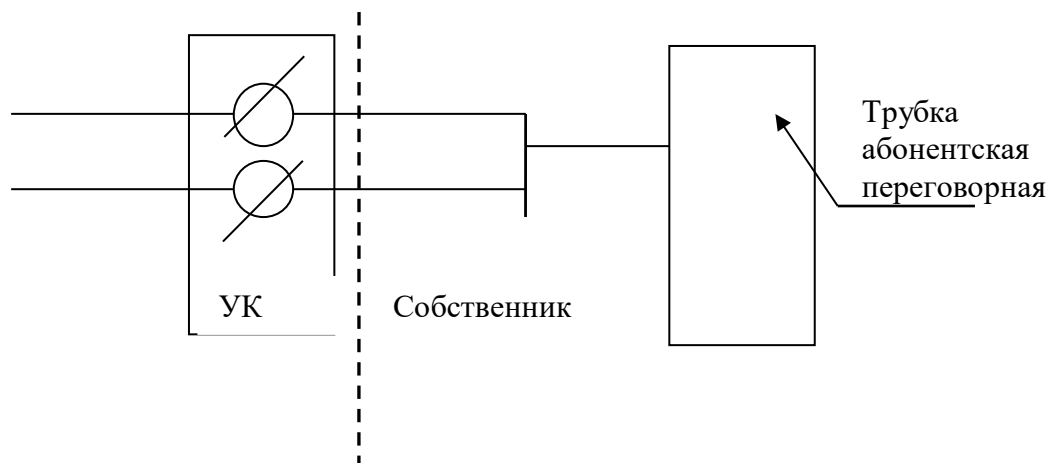 Трубка
абонентская
переговорная
УК
Собственник